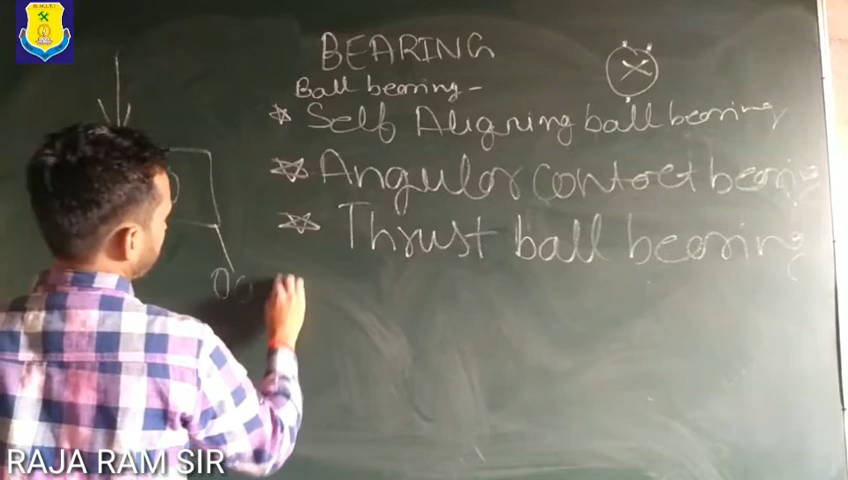 BEARING
Ball bearing -
Self Aligning ball bearing
Angular contact bearing
Thrust ball bearing
RAJA RAM SIR